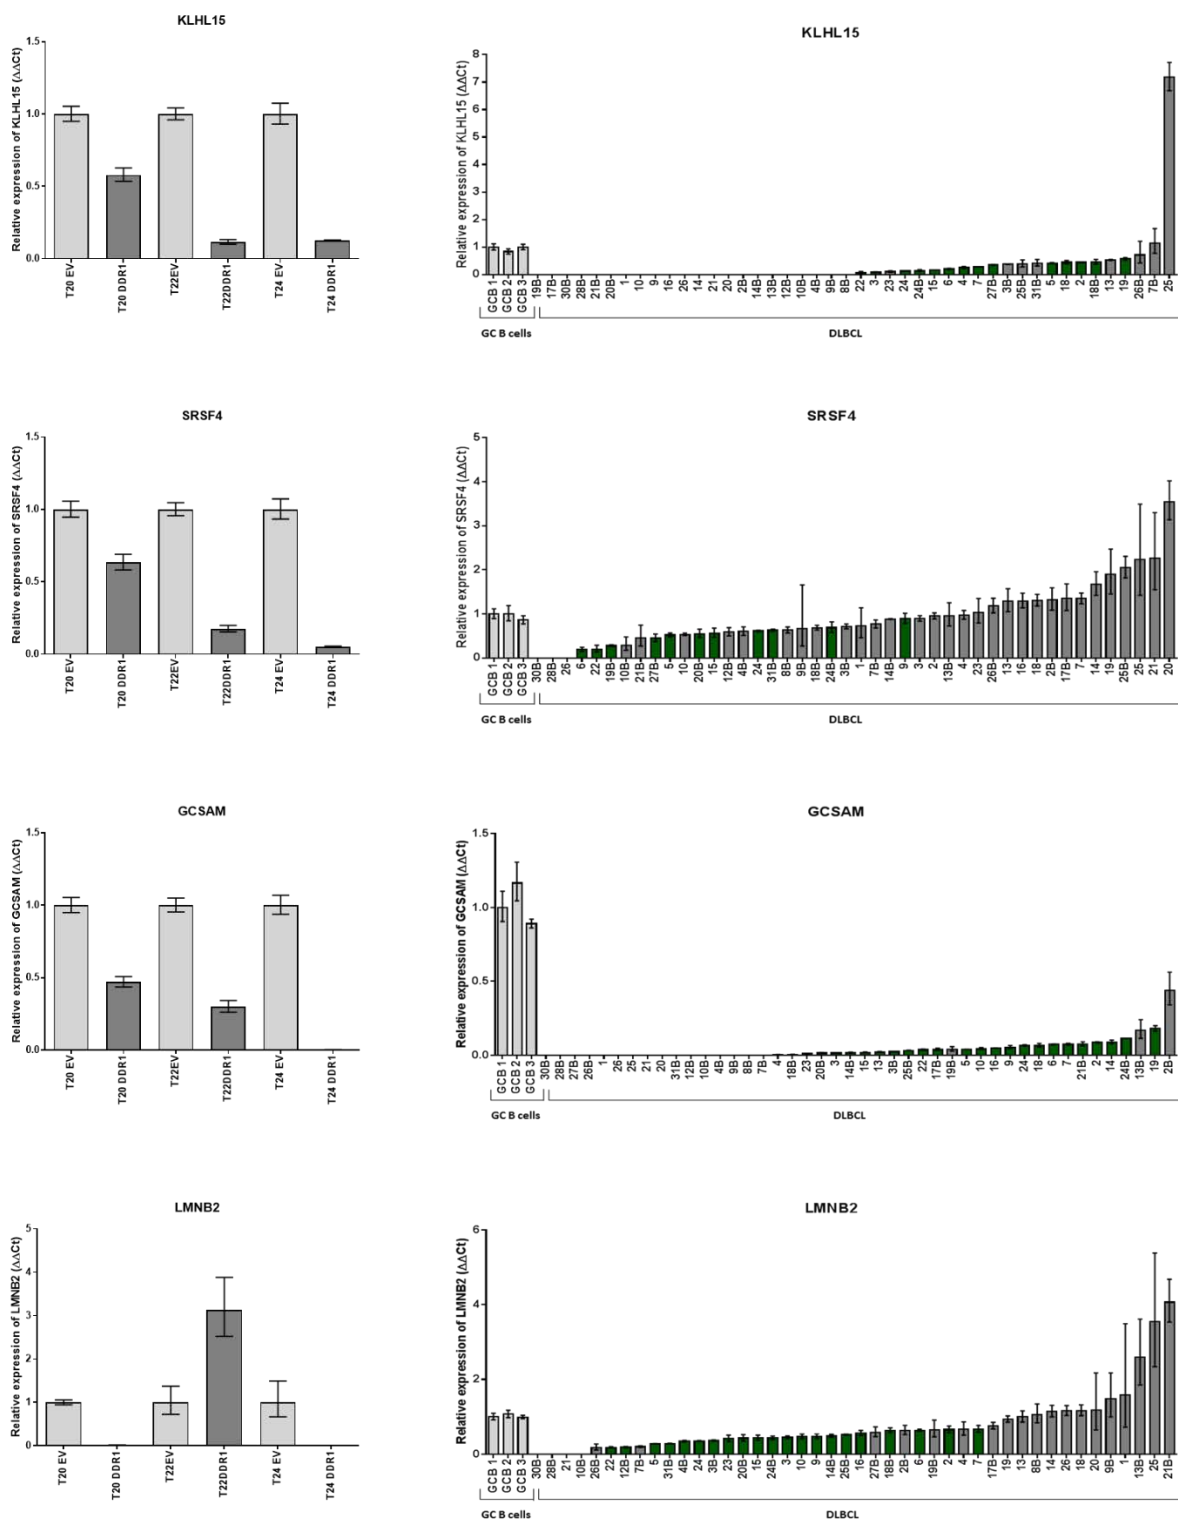 KLHL15
Relative expression of KLHL15 (ΔΔCt)
1.5
1.0
0.5
0.0
T20 EV
T20 DDR1
T22EV
T22DDR1
T24 EV
T24 DDR1
KLHL15
Relative expression of KLHL15 (ΔΔCt)
8
7
6
5
4
3
2
1
0
GCB 1 GCB 2 GCB 3 19B 17B 30B 28B 21B 20B 1 10 9 16 26 14 21 20 2B 14B 13B 12B 10B 4B 9B 8B 22 3 23 24 24B 15 6 4 7 27B 3B 25B 31B 5 18 2 18B 13 19 26B 7B 25
GC B cells DLBCL
SRSF4
Relative expression of SRSF4 (ΔΔCt)
1.5
1.0
0.5
0.0
T20 EV
T20 DDR1
T22EV
T22DDR1
T24 EV
T24 DDR1
SRSF4
Relative expression of SRSF4 (ΔΔCt)
5
4
3
2
1
0
GCB 1 GCB 2 GCB 3 30B 28B 26 6 22 19B 10B 21B 27B 5 10 20B 15 12B 4B 24 31B 8B 9B 18B 24B 3B 1 7B 14B 9 3 2 13B 4 23 26B 13 16 18 2B 17B 7 14 19 25B 25 21 20
GC B cells DLBCL
GCSAM
Relative expression of GCSAM (ΔΔCt)
1.5
1.0
0.5
0.0
T20 EV
T20 DDR1
T22EV
T22DDR1
T24 EV
T24 DDR1
GCSAM
Relative expression of GCSAM (ΔΔCt)
1.5
1.0
0.5
0.0
GCB 1 GCB 2 GCB 3 30B 28B 27B 26B 1 26 25 21 20 31B 12B 10B 4B 9B 8B 7B 4 18B 23 20B 3 14B 15 13 3B 25B 22 17B 19B 5 10 16 9 24 18 6 7 21B 2 14 24B 13B 19 2B
GC B cells DLBCL
LMNB2
Relative expression of LMNB2 (ΔΔCt)
5
4
3
2
1
0
T20 EV
T20 DDR1
T22EV
T22DDR1
T24 EV
T24 DDR1
LMNB2
Relative expression of LMNB2 (ΔΔCt)
6
4
2
0
GCB 1 GCB 2 GCB 3 30B 28B 21 10B 26B 22 12B 7B 5 31B 4B 24 3B 23 20B 15 24B 3 10 9 14B 25B 16 27B 18B 2B 6 19B 2 4 7 17B 19 13 8B 14 26 18 20 9B 1 13B 25 21B
GC B cells DLBCL